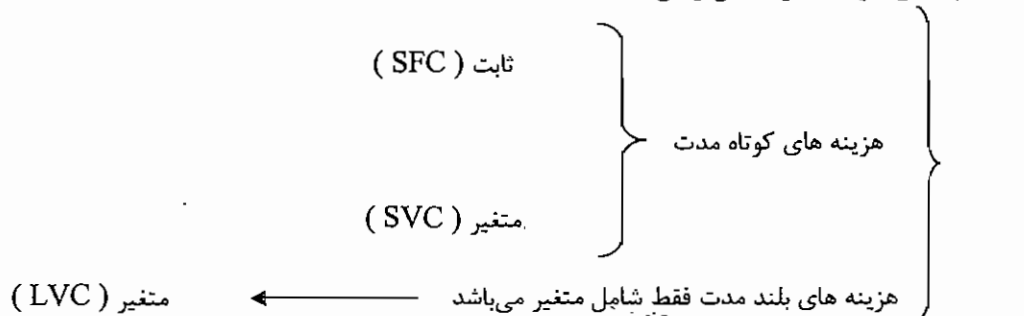 ثابت ( SFC )
هزینه های کوتاه مدت
متغیر ( SVC )
هزینه های بلند مدت فقط شامل متغیر می‌باشد
متغیر ( LVC )